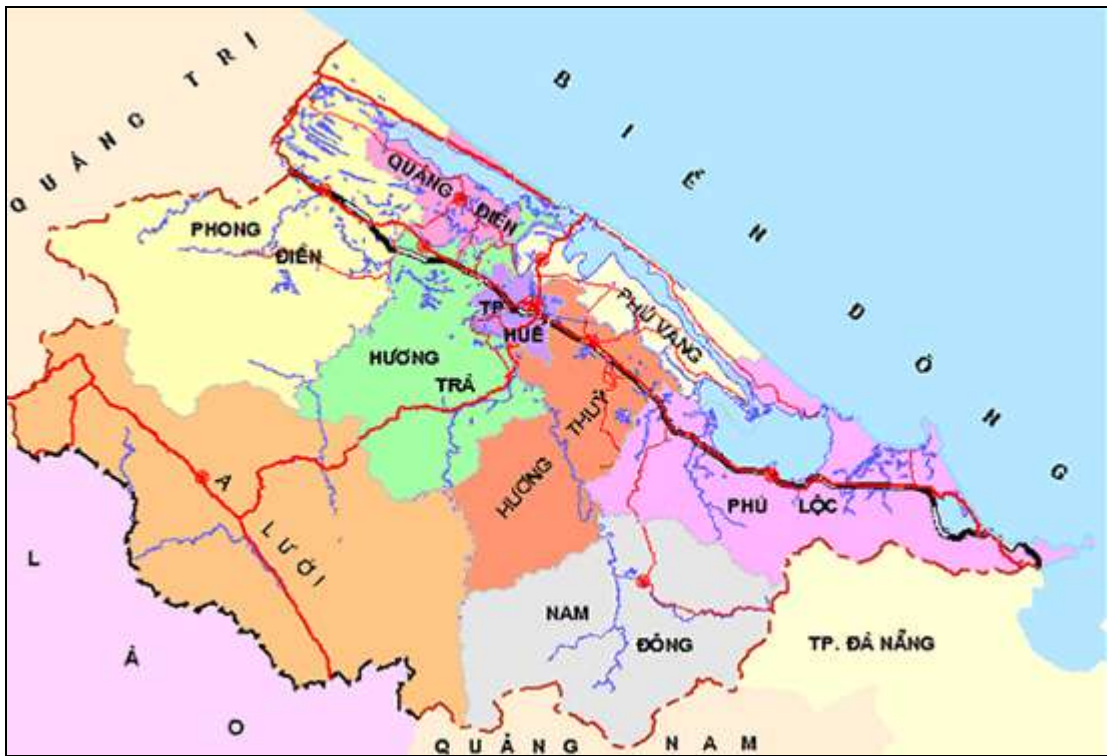 QUẢNG TRỊ
BIỂN ĐÔNG
QUẢNG
ĐIỀN
PHONG
ĐIỀN
TP
HUẾ
PHÚ VANG
HƯƠNG
TRÀ
HƯƠNG
THUỶ
A
LƯỚI
PHÚ LỘC
NAM
ĐÔNG
TP. ĐÀ NẴNG
LÀO
QUẢNG NAM